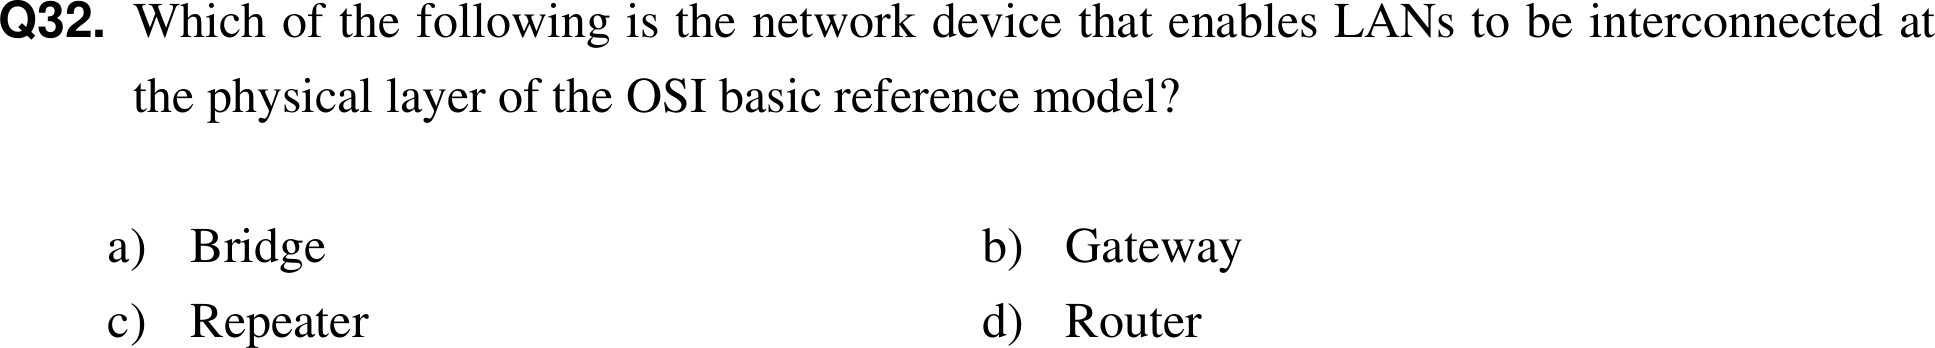 Q32. Which of the following is the network device that enables LANs to be interconnected at
the physical layer of the OSI basic reference model?
a) Bridge b) Gateway
c) Repeater d) Router